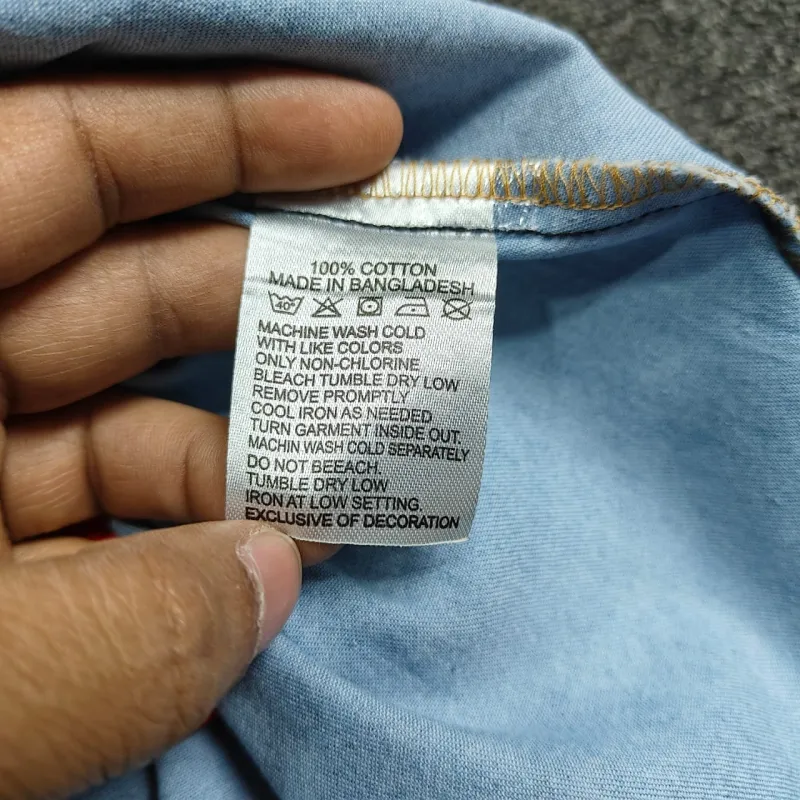 100% COTTON
MADE IN BANGLADESH
MACHINE WASH COLD
WITH LIKE COLORS
ONLY NON-CHLORINE
BLEACH TUMBLE DRY LOW
REMOVE PROMPTLY
COOL IRON AS NEEDED
TURN GARMENT INSIDE OUT.
MACHIN WASH COLD SEPARATELY
DO NOT BEEACH.
TUMBLE DRY LOW
IRON AT LOW SETTING.
EXCLUSIVE OF DECORATION